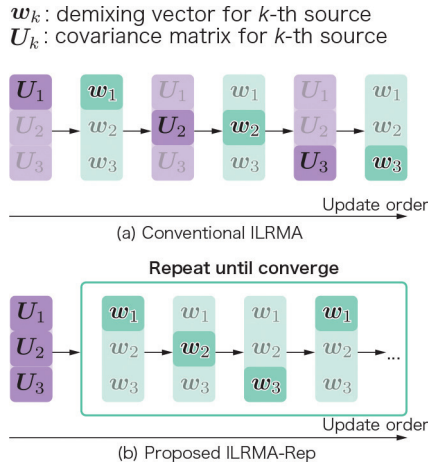 w_k: demixing vector for k-th source
U_k: covariance matrix for k-th source
U_1 w_1 U_1 w_1 U_1 w_1
U_2 w_2 U_2 w_2 U_2 w_2
U_3 w_3 U_3 w_3 U_3 w_3
Update order
(a) Conventional ILRMA
Repeat until converge
U_1 w_1 w_1 w_1 w_1
U_2 w_2 w_2 w_2 w_2 ...
U_3 w_3 w_3 w_3 w_3
Update order
(b) Proposed ILRMA-Rep